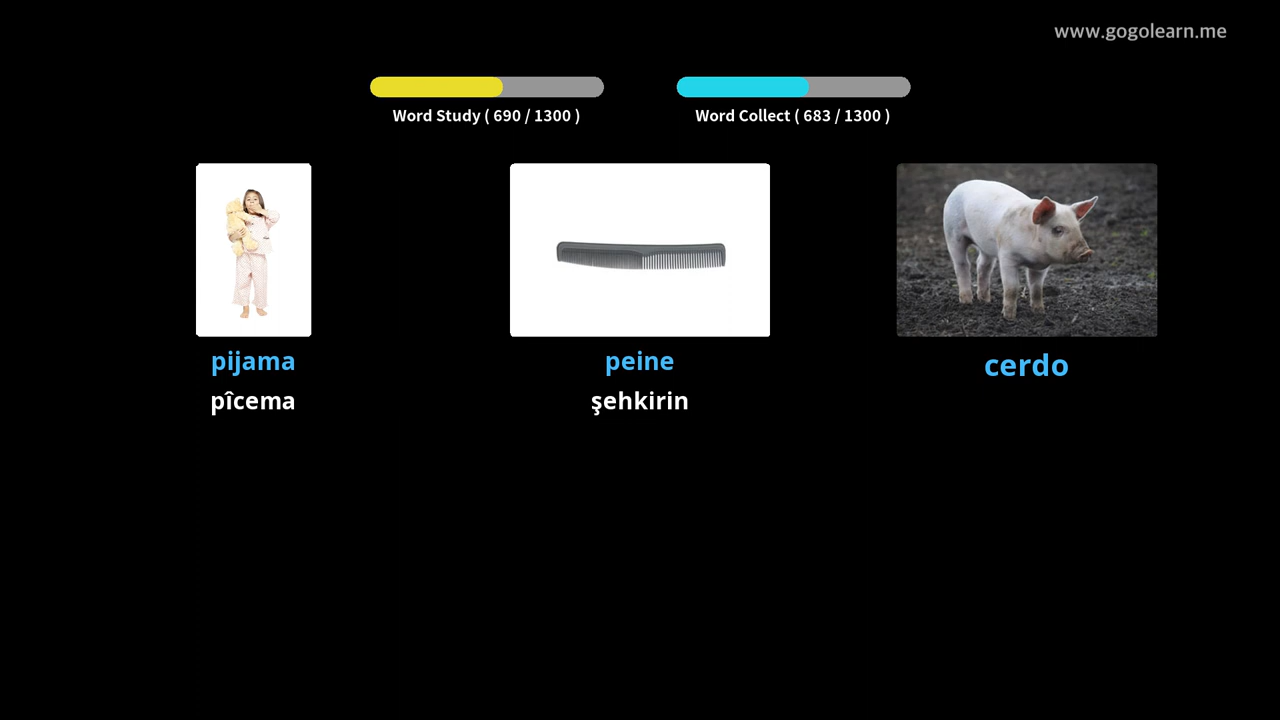 www.gogolearn.me
Word Study ( 690 / 1300 )
Word Collect ( 683 / 1300 )
pijama
pîcema
peine
şehkirin
cerdo